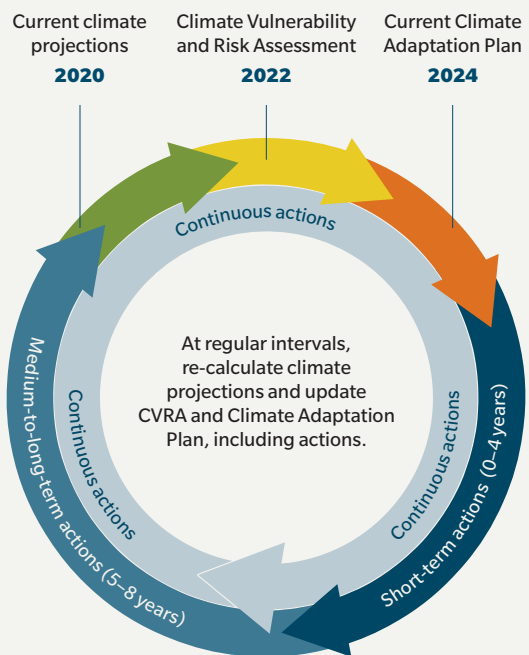 Current climate
projections
2020
Climate Vulnerability
and Risk Assessment
2022
Current Climate
Adaptation Plan
2024
Continuous actions
At regular intervals,
re-calculate climate
projections and update
CVRA and Climate Adaptation
Plan, including actions.
Continuous actions
Short-term actions (0–4 years)
Continuous actions
Medium-to-long-term actions (5–8 years)